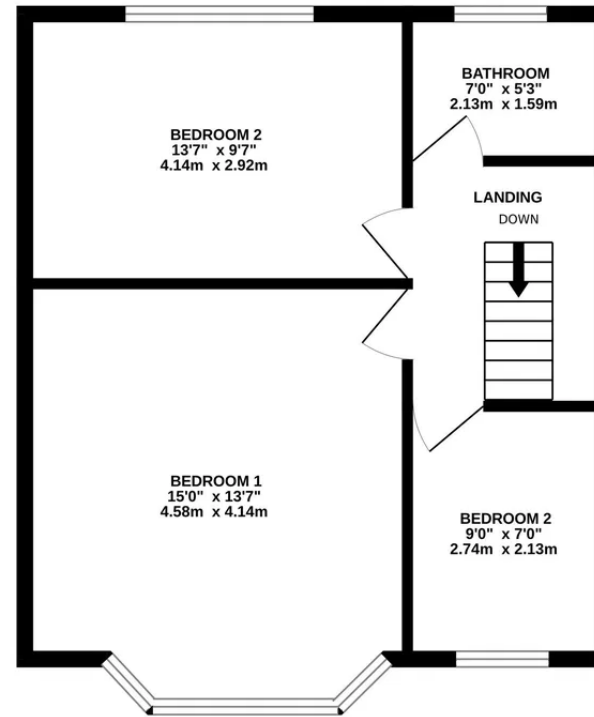 BATHROOM
7'0" x 5'3"
2.13m x 1.59m
BEDROOM 2
13'7" x 9'7"
4.14m x 2.92m
LANDING
DOWN
BEDROOM 1
15'0" x 13'7"
4.58m x 4.14m
BEDROOM 2
9'0" x 7'0"
2.74m x 2.13m